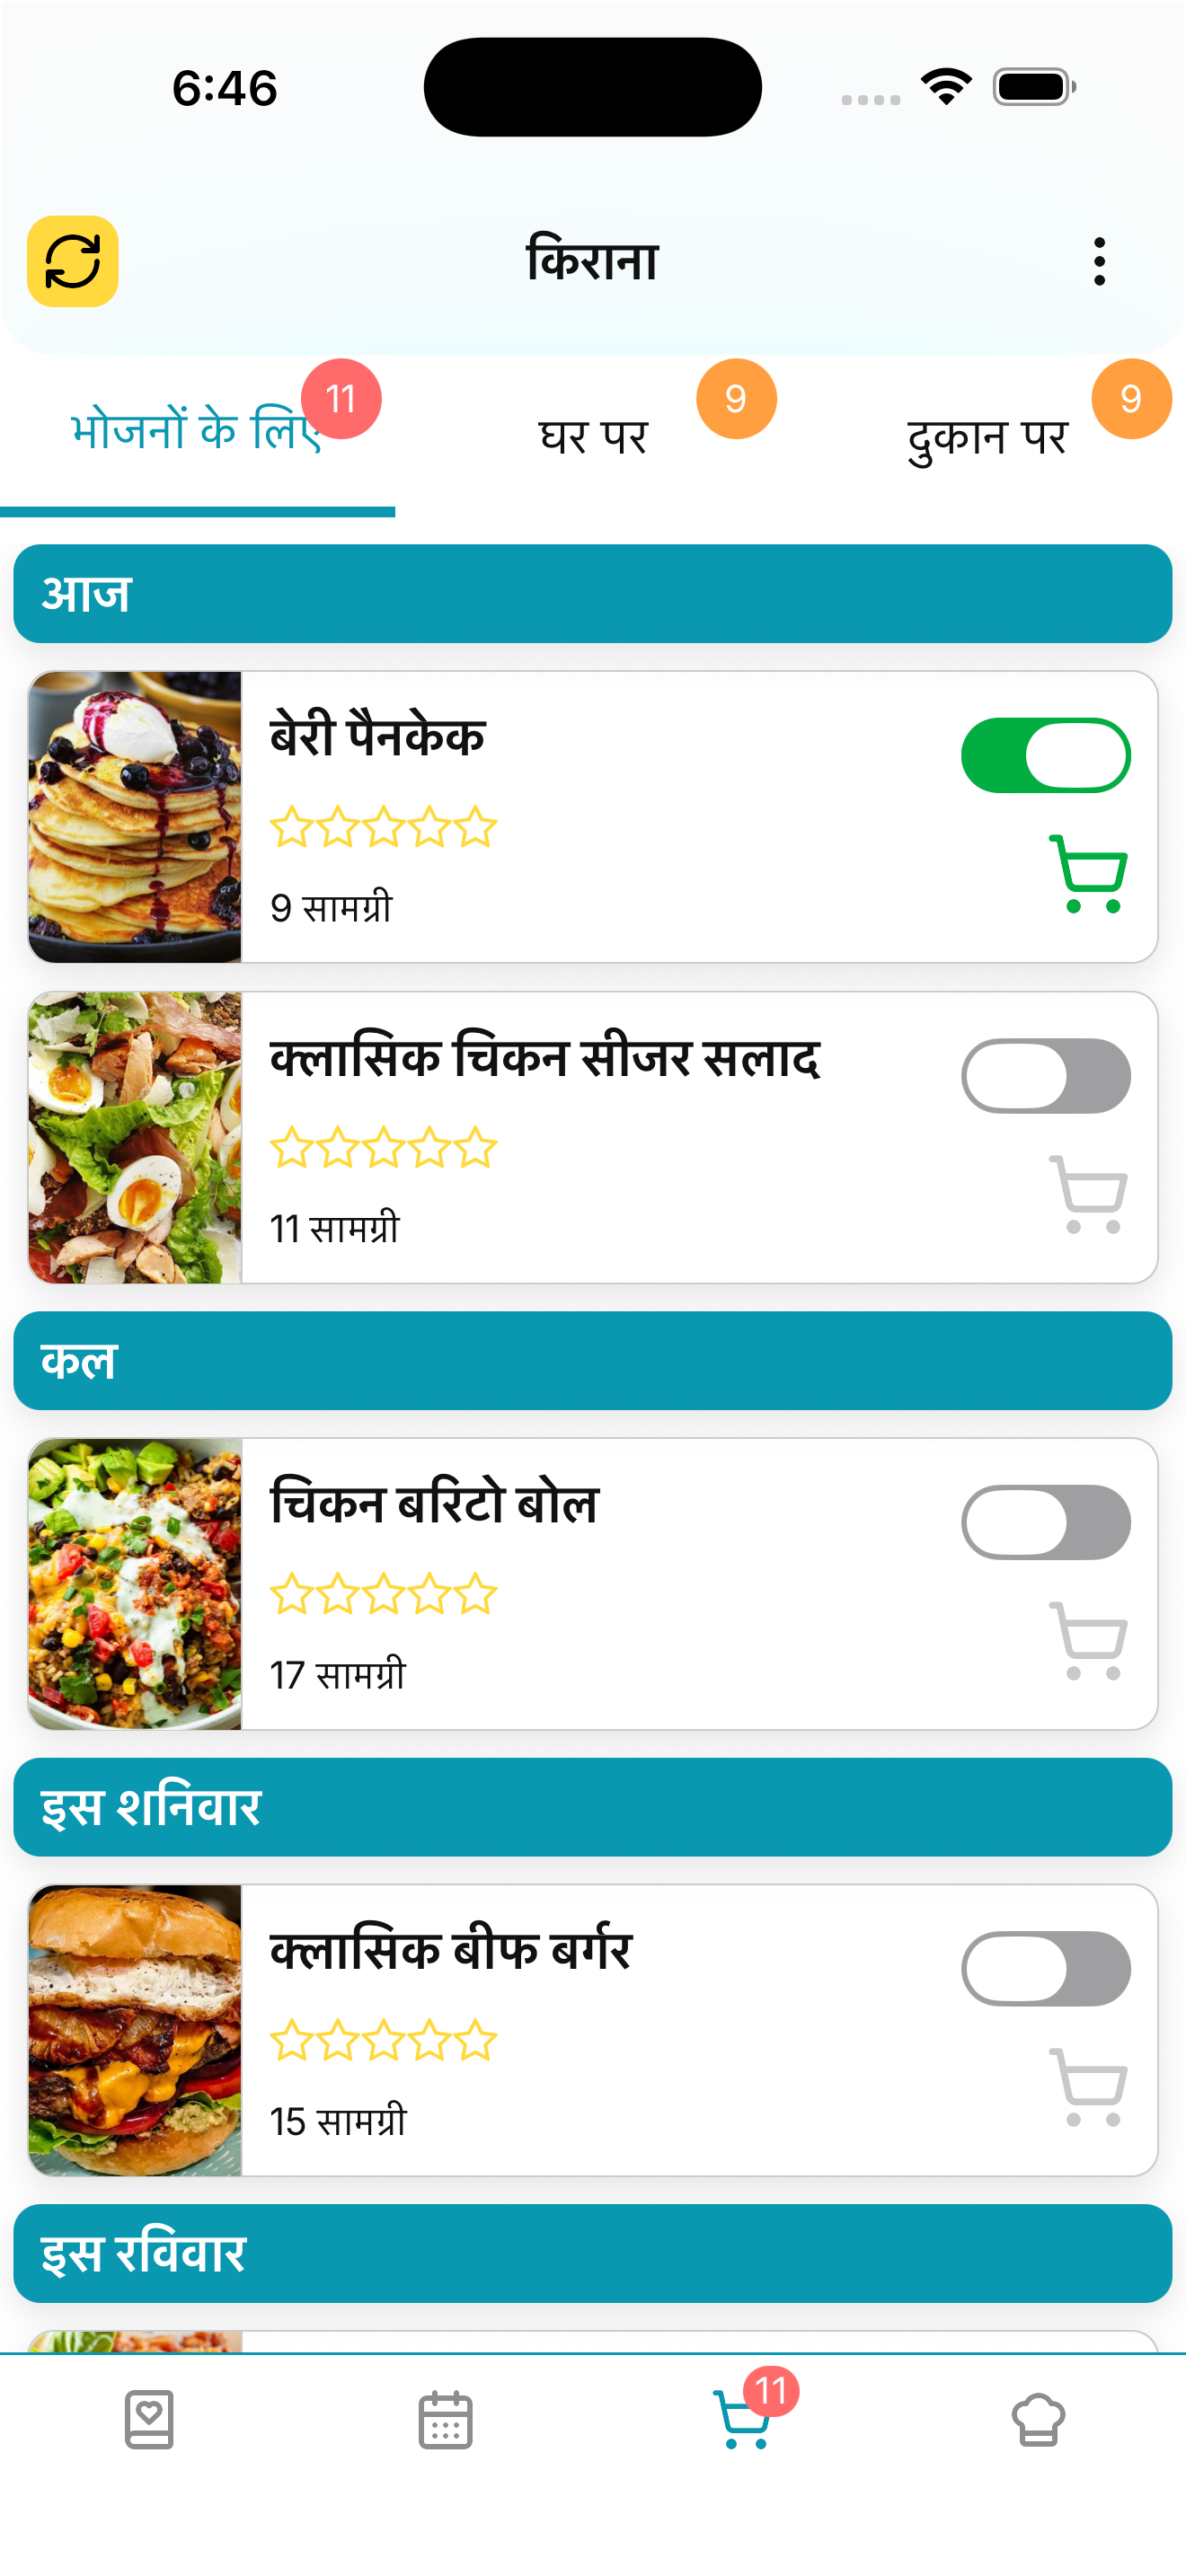 6:46
किराना
भोजनों के लिए
11
घर पर
9
दुकान पर
9
आज
बेरी पैनकेक
9 सामग्री
क्लासिक चिकन सीजर सलाद
11 सामग्री
कल
चिकन बरिटो बोल
17 सामग्री
इस शनिवार
क्लासिक बीफ बर्गर
15 सामग्री
इस रविवार
11